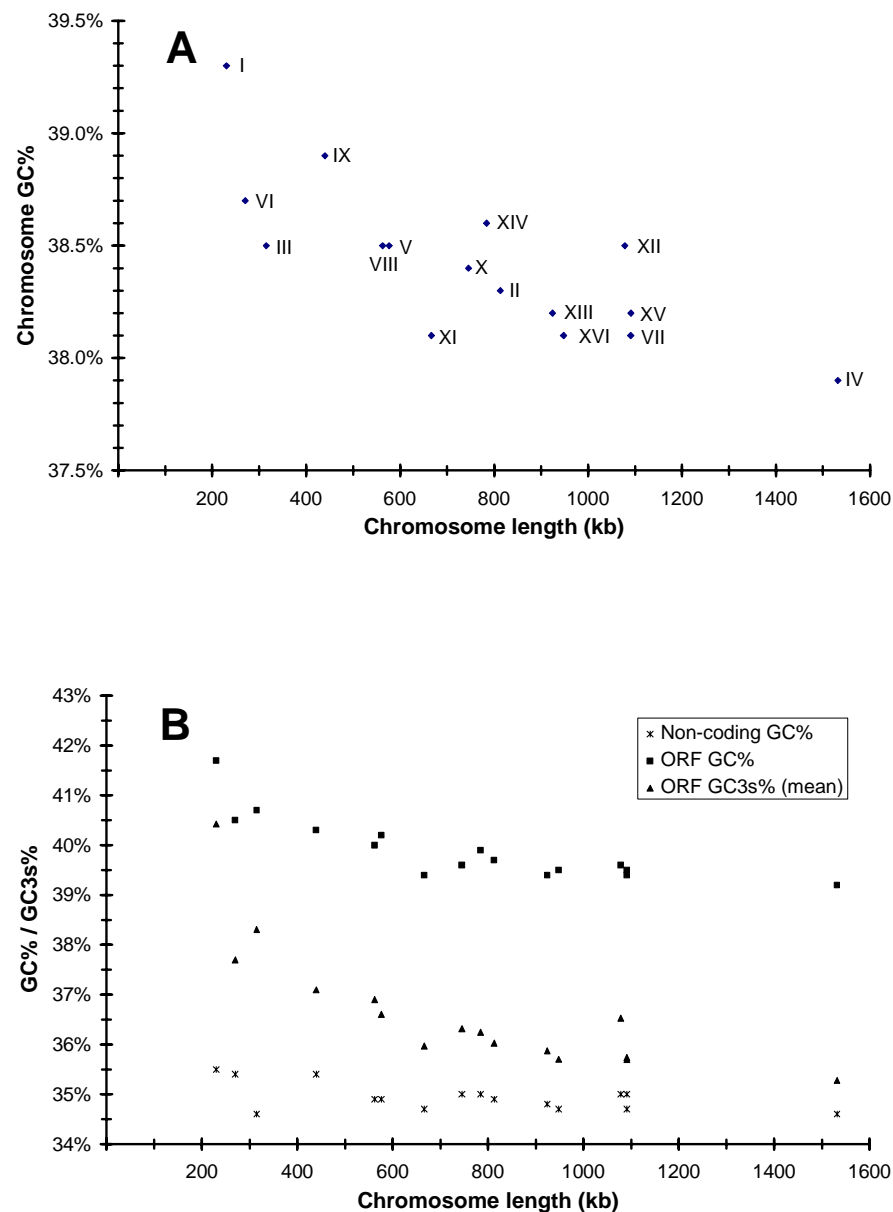 A
Chromosome GC%
39.5%
39.0%
38.5%
38.0%
37.5%
I
IX
VI
XIV
III
V
XII
VIII
X
II
XIII
XV
XI
XVI
VII
IV
200
400
600
800
1000
1200
1400
1600
Chromosome length (kb)
B
GC% / GC3s%
43%
42%
41%
40%
39%
38%
37%
36%
35%
34%
Non-coding GC%
ORF GC%
ORF GC3s% (mean)
200
400
600
800
1000
1200
1400
1600
Chromosome length (kb)